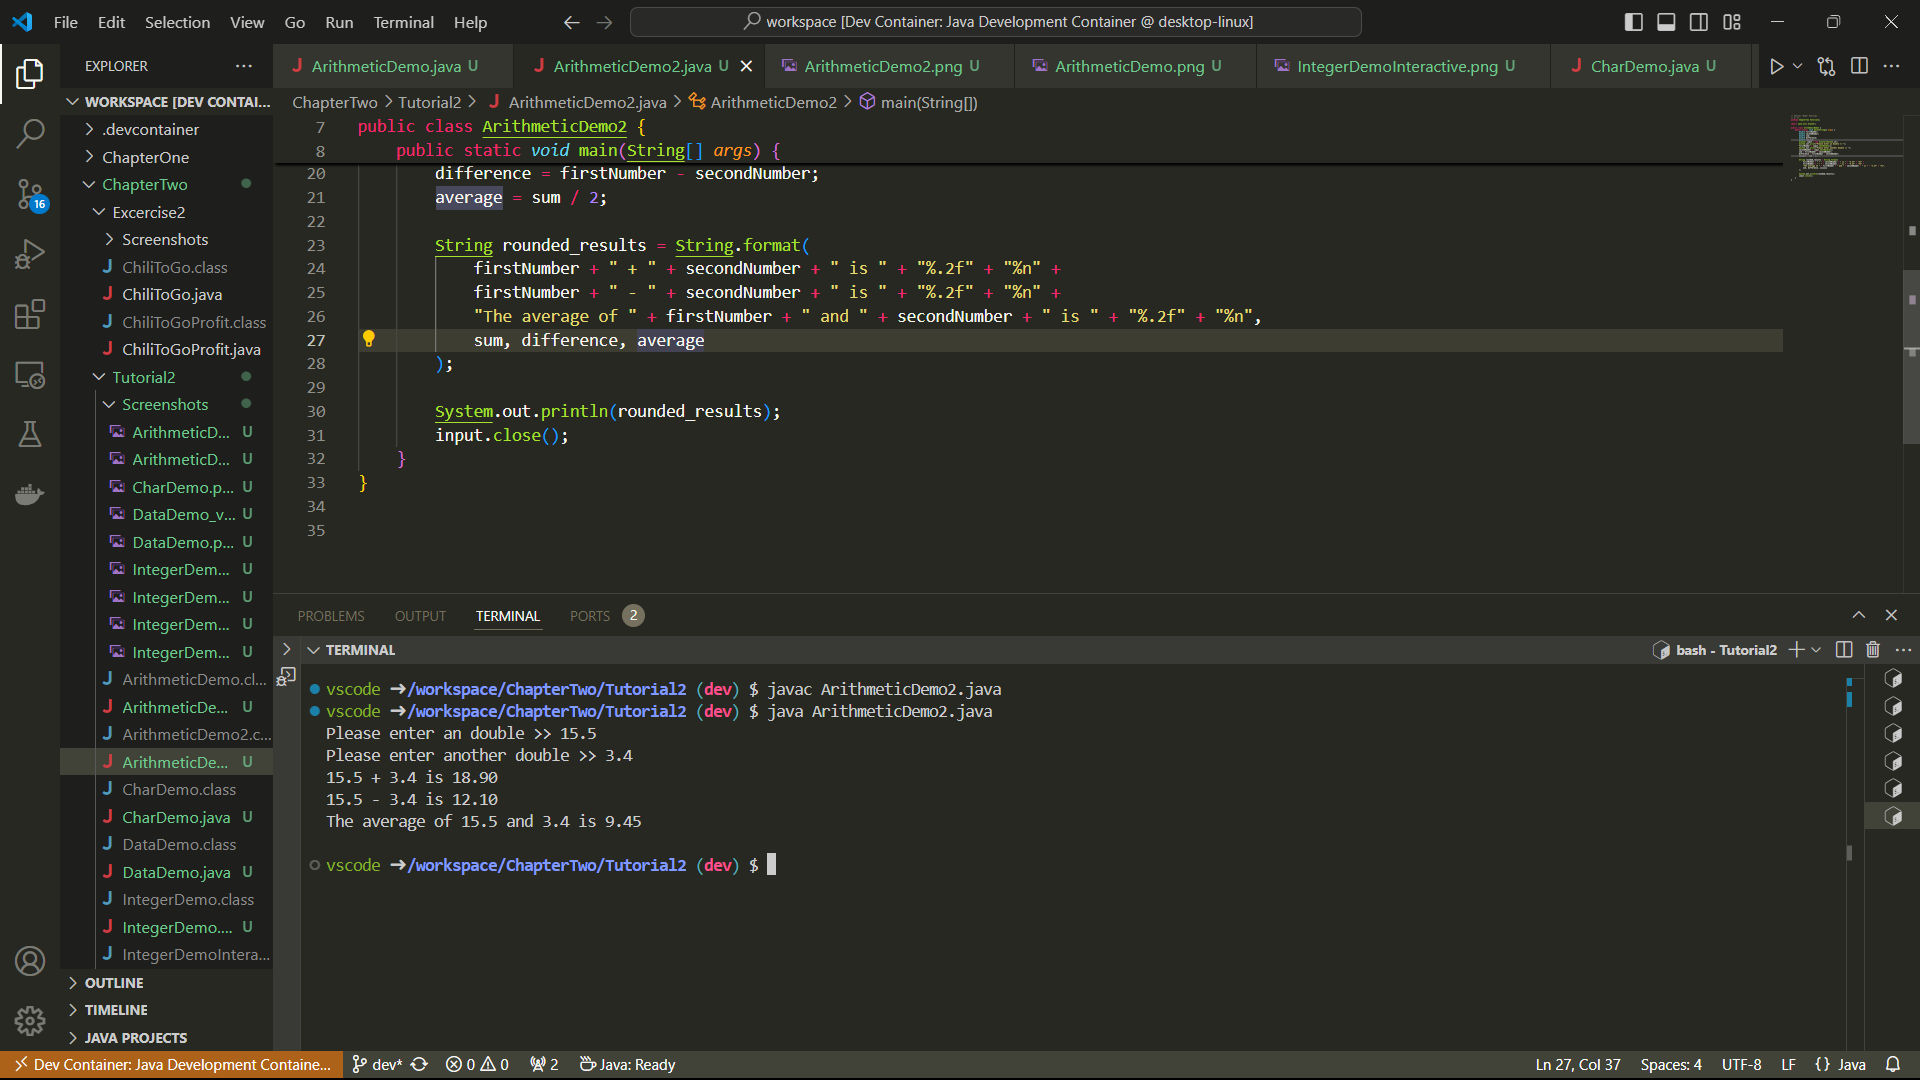 File Edit Selection View Go Run Terminal Help
workspace [Dev Container: Java Development Container @ desktop-linux]
EXPLORER
WORKSPACE [DEV CONTAI...
.devcontainer
ChapterOne
ChapterTwo
Excercise2
Screenshots
ChiliToGo.class
ChiliToGo.java
ChiliToGoProfit.class
ChiliToGoProfit.java
Tutorial2
Screenshots
ArithmeticD... U
ArithmeticD... U
CharDemo.p... U
DataDemo_v... U
DataDemo.p... U
IntegerDem... U
IntegerDem... U
IntegerDem... U
IntegerDem... U
ArithmeticDemo.cl...
ArithmeticDe... U
ArithmeticDemo2.c...
ArithmeticDe... U
CharDemo.class
CharDemo.java U
DataDemo.class
DataDemo.java U
IntegerDemo.class
IntegerDemo.... U
IntegerDemoIntera...
OUTLINE
TIMELINE
JAVA PROJECTS
16
ArithmeticDemo.java U
ArithmeticDemo2.java U
ArithmeticDemo2.png U
ArithmeticDemo.png U
IntegerDemoInteractive.png U
CharDemo.java U
ChapterTwo > Tutorial2 > ArithmeticDemo2.java > ArithmeticDemo2 > main(String[])
7 public class ArithmeticDemo2 {
8 public static void main(String[] args) {
20 difference = firstNumber - secondNumber;
21 average = sum / 2;
22
23 String rounded_results = String.format(
24 firstNumber + " + " + secondNumber + " is " + "%.2f" + "%n" +
25 firstNumber + " - " + secondNumber + " is " + "%.2f" + "%n" +
26 "The average of " + firstNumber + " and " + secondNumber + " is " + "%.2f" + "%n",
27 sum, difference, average
28 );
29
30 System.out.println(rounded_results);
31 input.close();
32 }
33 }
34
35
PROBLEMS OUTPUT TERMINAL PORTS 2
TERMINAL
bash - Tutorial2
vscode ➜/workspace/ChapterTwo/Tutorial2 (dev) $ javac ArithmeticDemo2.java
vscode ➜/workspace/ChapterTwo/Tutorial2 (dev) $ java ArithmeticDemo2.java
Please enter an double >> 15.5
Please enter another double >> 3.4
15.5 + 3.4 is 18.90
15.5 - 3.4 is 12.10
The average of 15.5 and 3.4 is 9.45
vscode ➜/workspace/ChapterTwo/Tutorial2 (dev) $
Dev Container: Java Development Containe... dev* 0 0 2 Java: Ready Ln 27, Col 37 Spaces: 4 UTF-8 LF {} Java